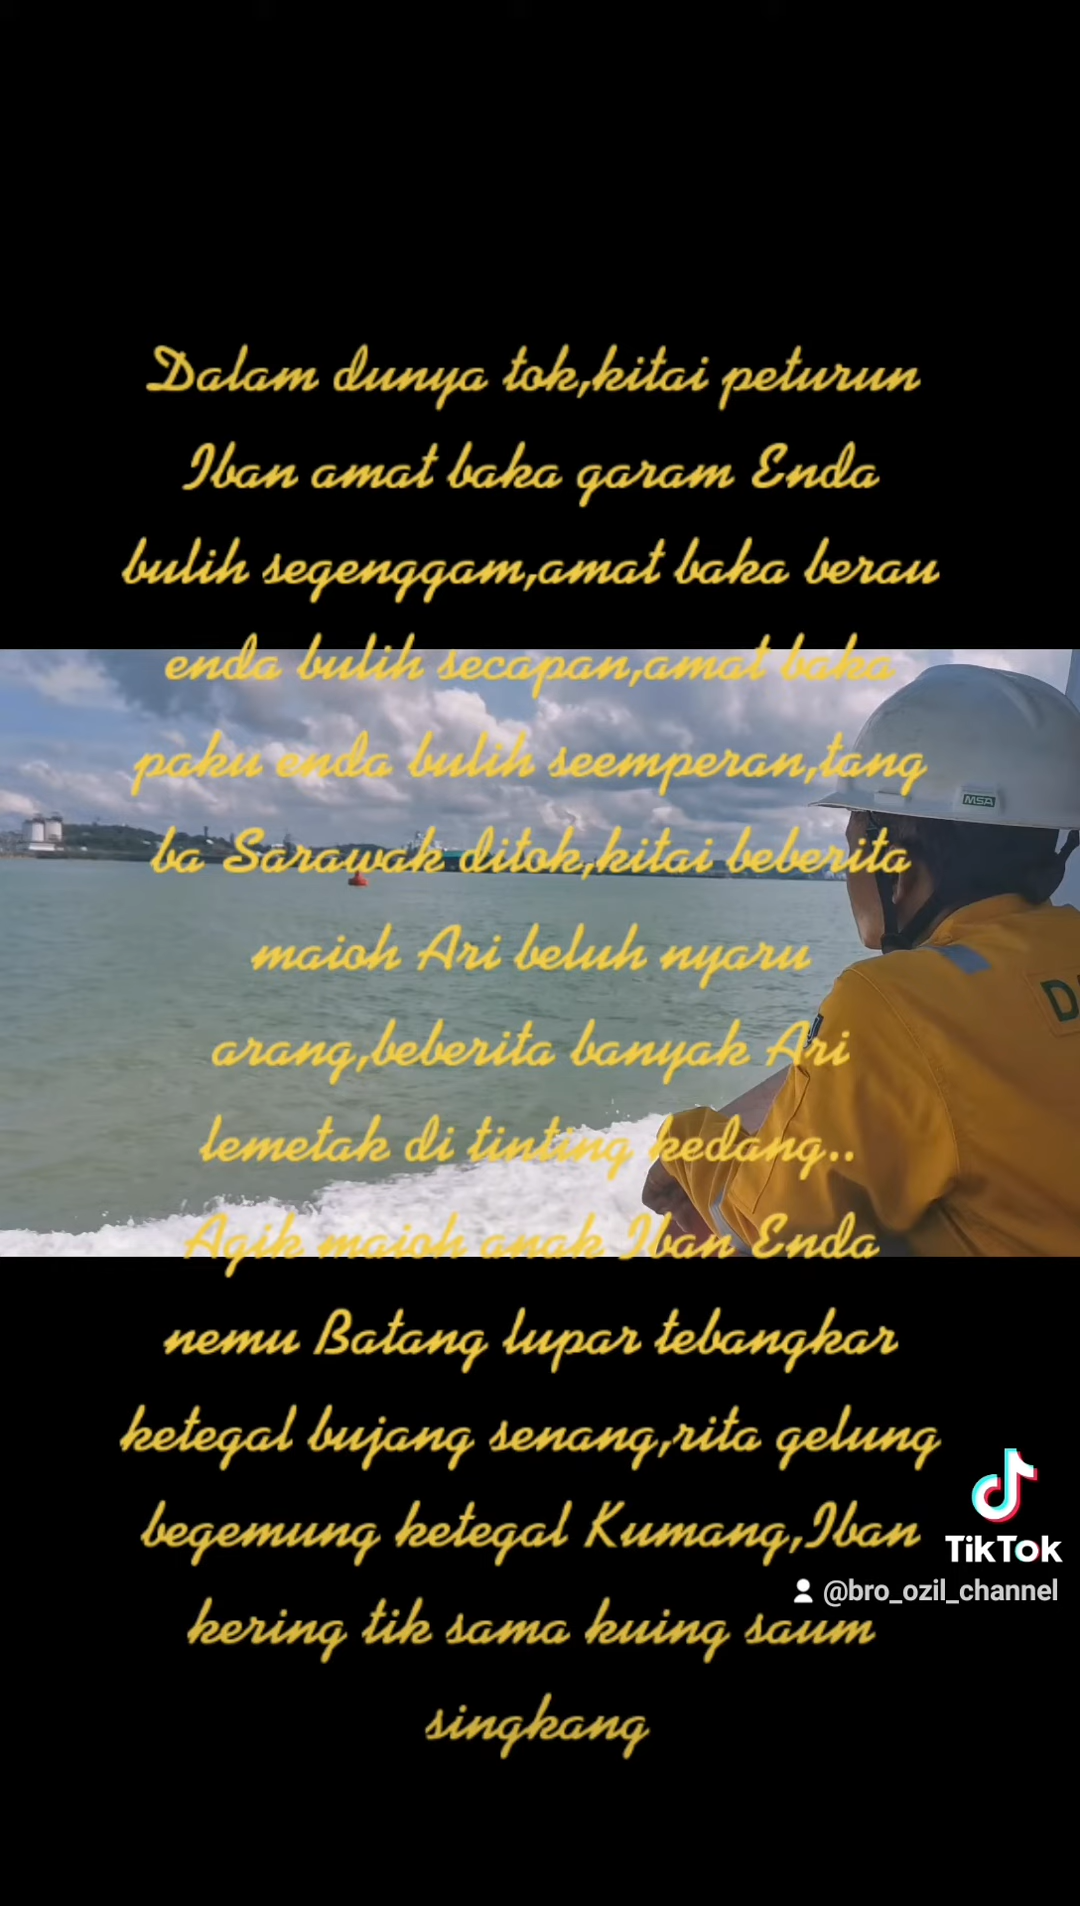 Dalam dunya tok,kitai peturun
Iban amat baka garam Enda
bulih segenggam,amat baka berau
enda bulih secapan,amat baka
paku enda bulih seemperan,tang
ba Sarawak ditok,kitai beberita
maioh Ari beluh nyaru
arang,beberita banyak Ari
lemetak di tinting kedang..
Agik maioh anak Iban Enda
nemu Batang lupar tebangkar
ketegal bujang senang,rita gelung
begemung ketegal Kumang,Iban
kering tik sama kuing saum
singkang
MSA
TikTok
@bro_ozil_channel